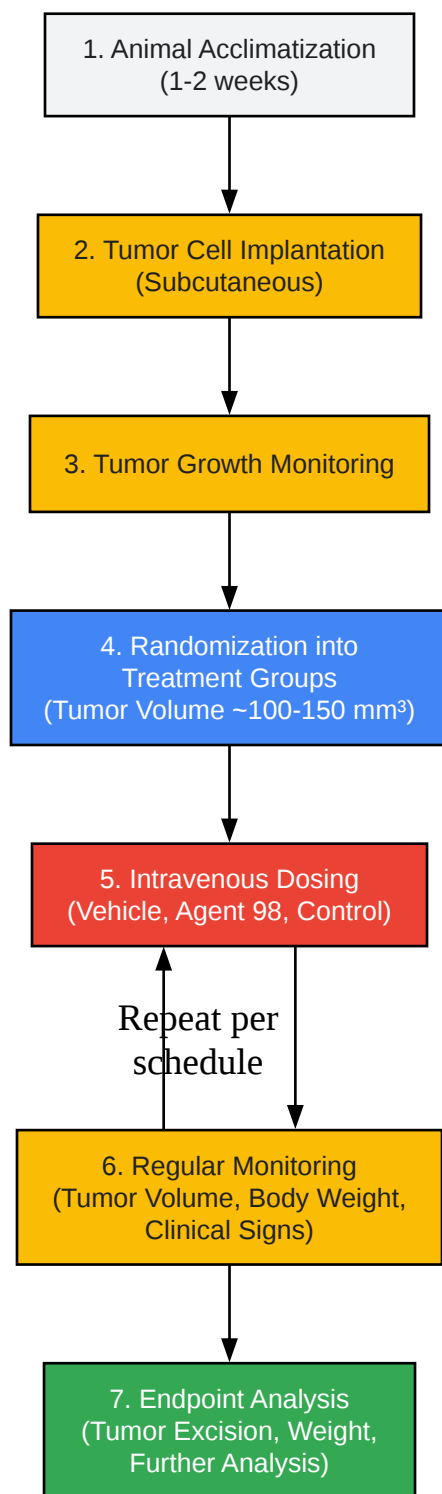 1. Animal Acclimatization
(1-2 weeks)
2. Tumor Cell Implantation
(Subcutaneous)
3. Tumor Growth Monitoring
4. Randomization into
Treatment Groups
(Tumor Volume ~100-150 mm³)
5. Intravenous Dosing
(Vehicle, Agent 98, Control)
Repeat per
schedule
6. Regular Monitoring
(Tumor Volume, Body Weight,
Clinical Signs)
7. Endpoint Analysis
(Tumor Excision, Weight,
Further Analysis)